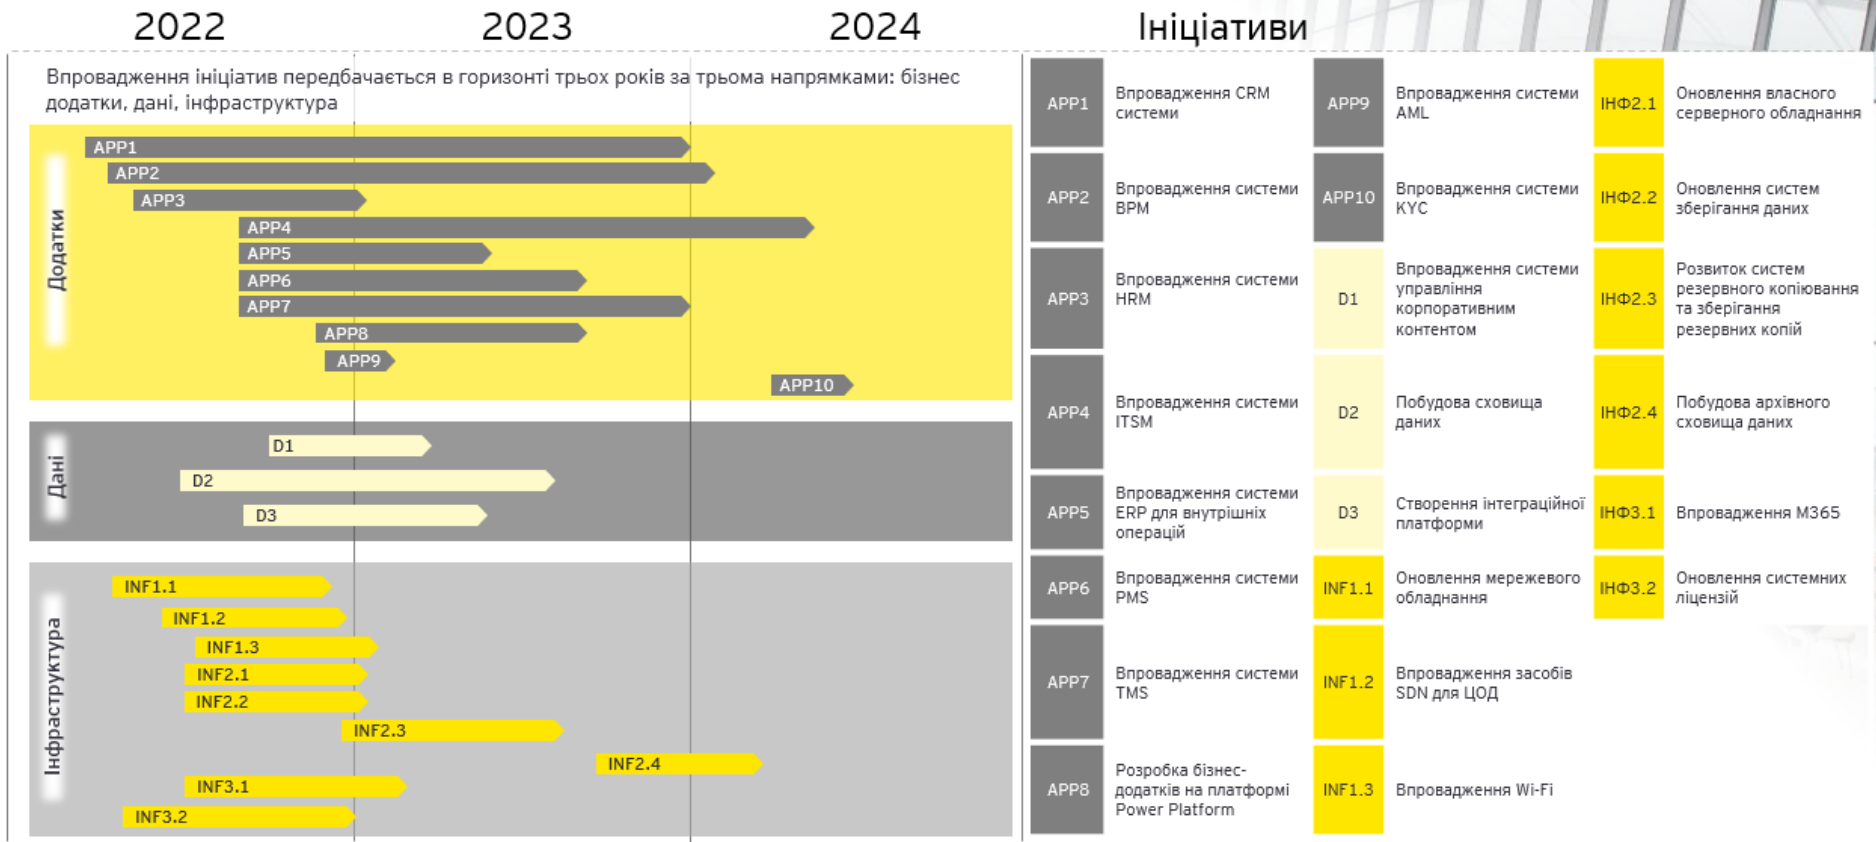 2022
2023
2024
Ініціативи
Впровадження ініціатив передбачається в горизонті трьох років за трьома напрямками: бізнес
додатки, дані, інфраструктура
Додатки
APP1
APP2
APP3
APP4
APP5
APP6
APP7
APP8
APP9
APP10
Дані
D1
D2
D3
Інфраструктура
INF1.1
INF1.2
INF1.3
INF2.1
INF2.2
INF2.3
INF2.4
INF3.1
INF3.2
APP1
Впровадження CRM
системи
APP2
Впровадження системи
BPM
APP3
Впровадження системи
HRM
APP4
Впровадження системи
ITSM
APP5
Впровадження системи
ERP для внутрішніх
операцій
APP6
Впровадження системи
PMS
APP7
Впровадження системи
TMS
APP8
Розробка бізнес-
додатків на платформі
Power Platform
APP9
Впровадження системи
AML
APP10
Впровадження системи
KYC
D1
Впровадження системи
управління
корпоративним
контентом
D2
Побудова сховища
даних
D3
Створення інтеграційної
платформи
INF1.1
Оновлення мережевого
обладнання
INF1.2
Впровадження засобів
SDN для ЦОД
INF1.3
Впровадження Wi-Fi
ІНФ2.1
Оновлення власного
серверного обладнання
ІНФ2.2
Оновлення систем
зберігання даних
ІНФ2.3
Розвиток систем
резервного копіювання
та зберігання
резервних копій
ІНФ2.4
Побудова архівного
сховища даних
ІНФ3.1
Впровадження M365
ІНФ3.2
Оновлення системних
ліцензій